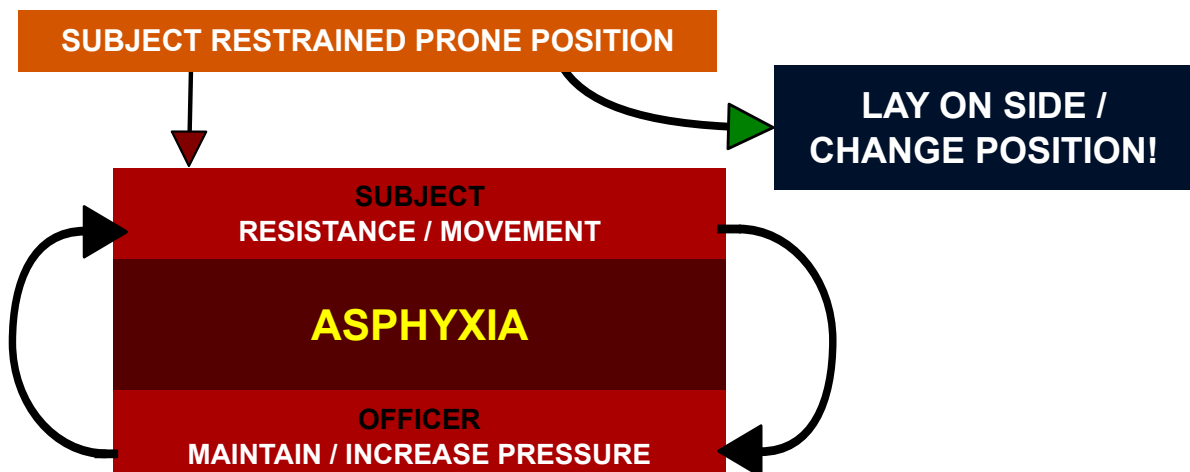 SUBJECT RESTRAINED PRONE POSITION
LAY ON SIDE /
CHANGE POSITION!
SUBJECT
RESISTANCE / MOVEMENT
ASPHYXIA
OFFICER
MAINTAIN / INCREASE PRESSURE